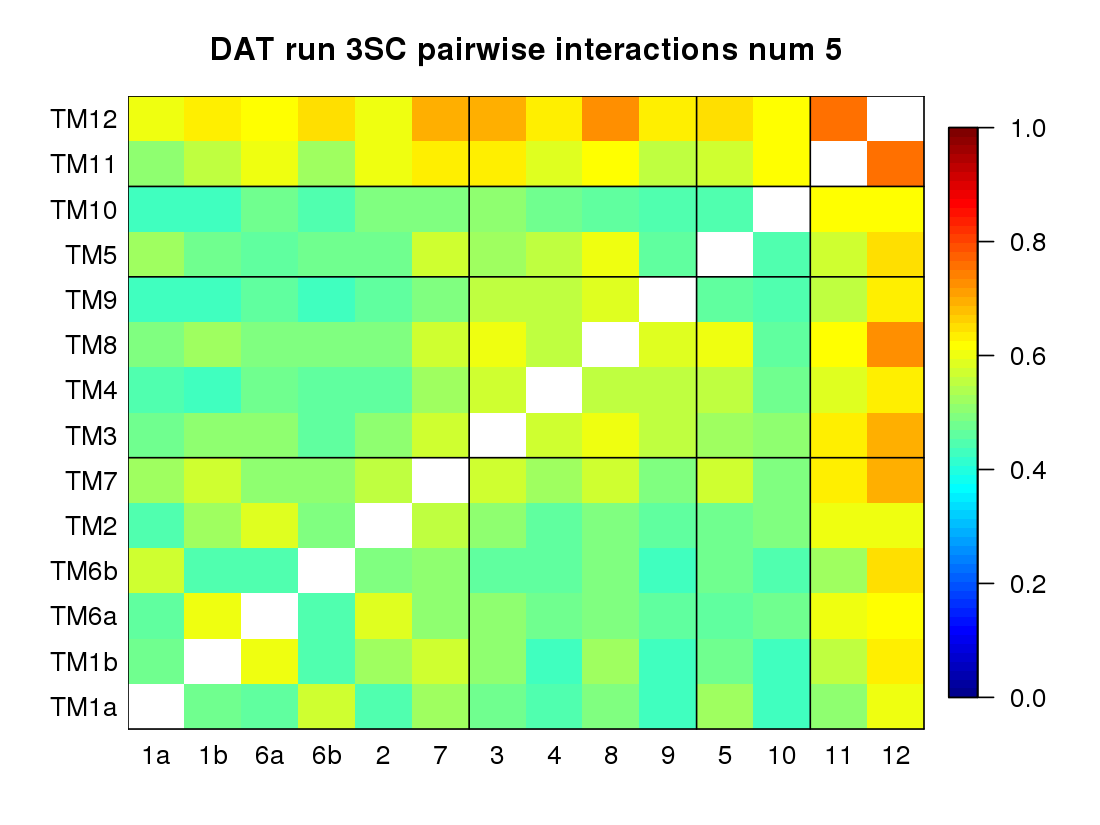 DAT run 3SC pairwise interactions num 5
TM12
TM11
TM10
TM5
TM9
TM8
TM4
TM3
TM7
TM2
TM6b
TM6a
TM1b
TM1a
1a 1b 6a 6b 2 7 3 4 8 9 5 10 11 12
1.0
0.8
0.6
0.4
0.2
0.0